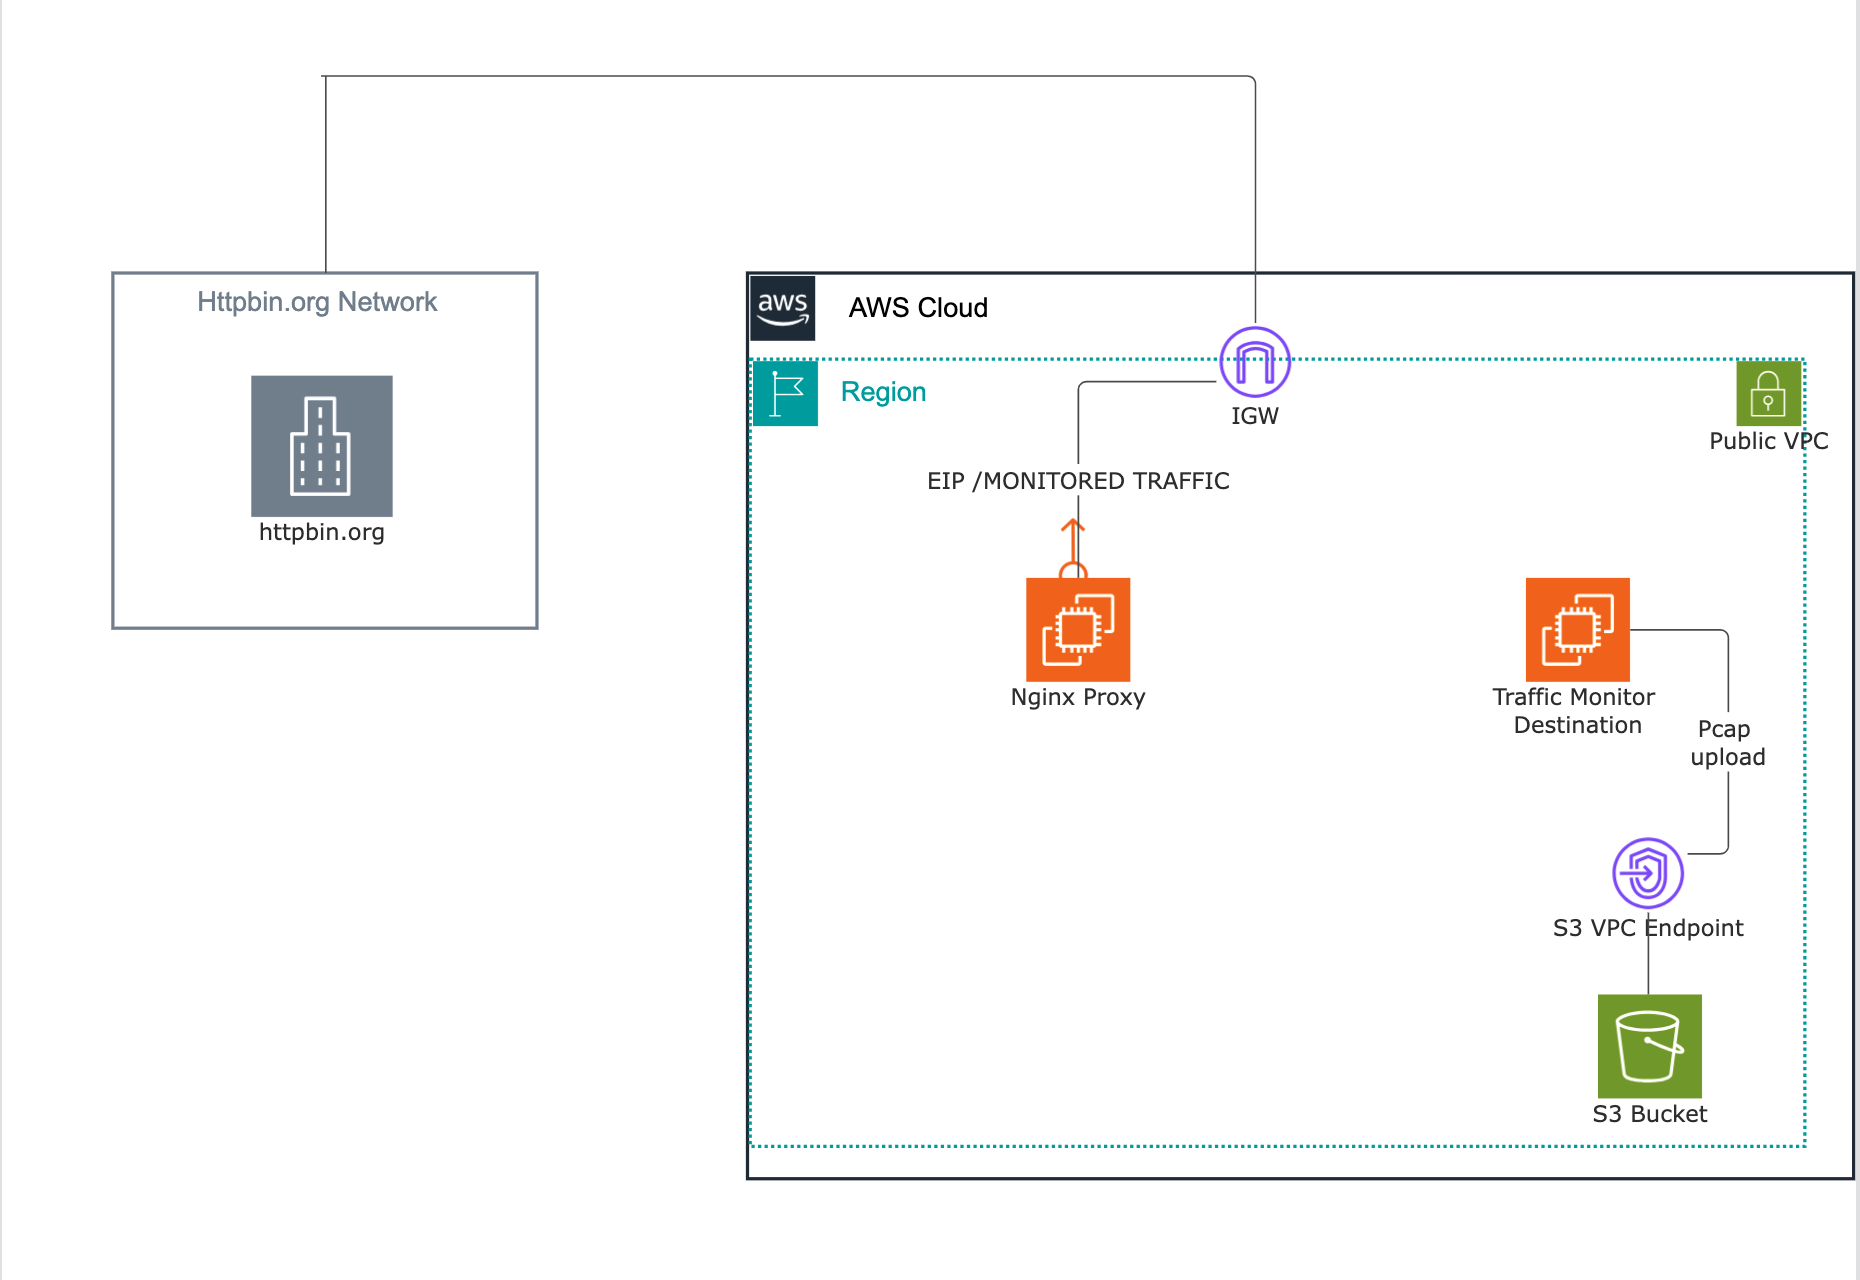 Httpbin.org Network
httpbin.org
aws
AWS Cloud
Region
IGW
Public VPC
EIP /MONITORED TRAFFIC
Nginx Proxy
Traffic Monitor
Destination
Pcap
upload
S3 VPC Endpoint
S3 Bucket